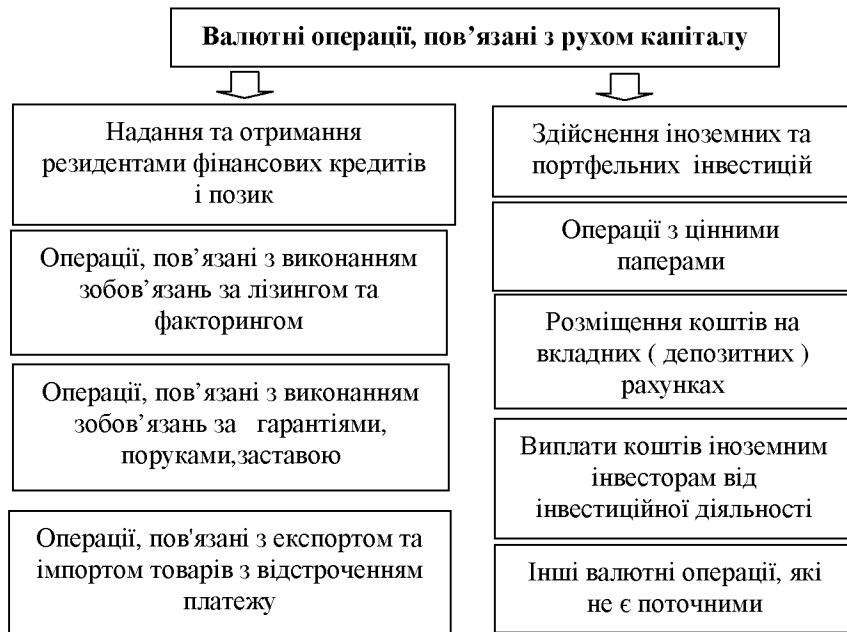 Валютні операції, пов’язані з рухом капіталу
Надання та отримання
резидентами фінансових кредитів
і позик
Операції, пов’язані з виконанням
зобов’язань за лізингом та
факторингом
Операції, пов’язані з виконанням
зобов’язань за гарантіями,
поруками,заставою
Операції, пов'язані з експортом та
імпортом товарів з відстроченням
платежу
Здійснення іноземних та
портфельних інвестицій
Операції з цінними
паперами
Розміщення коштів на
вкладних ( депозитних )
рахунках
Виплати коштів іноземним
інвесторам від
інвестиційної діяльності
Інші валютні операції, які
не є поточними